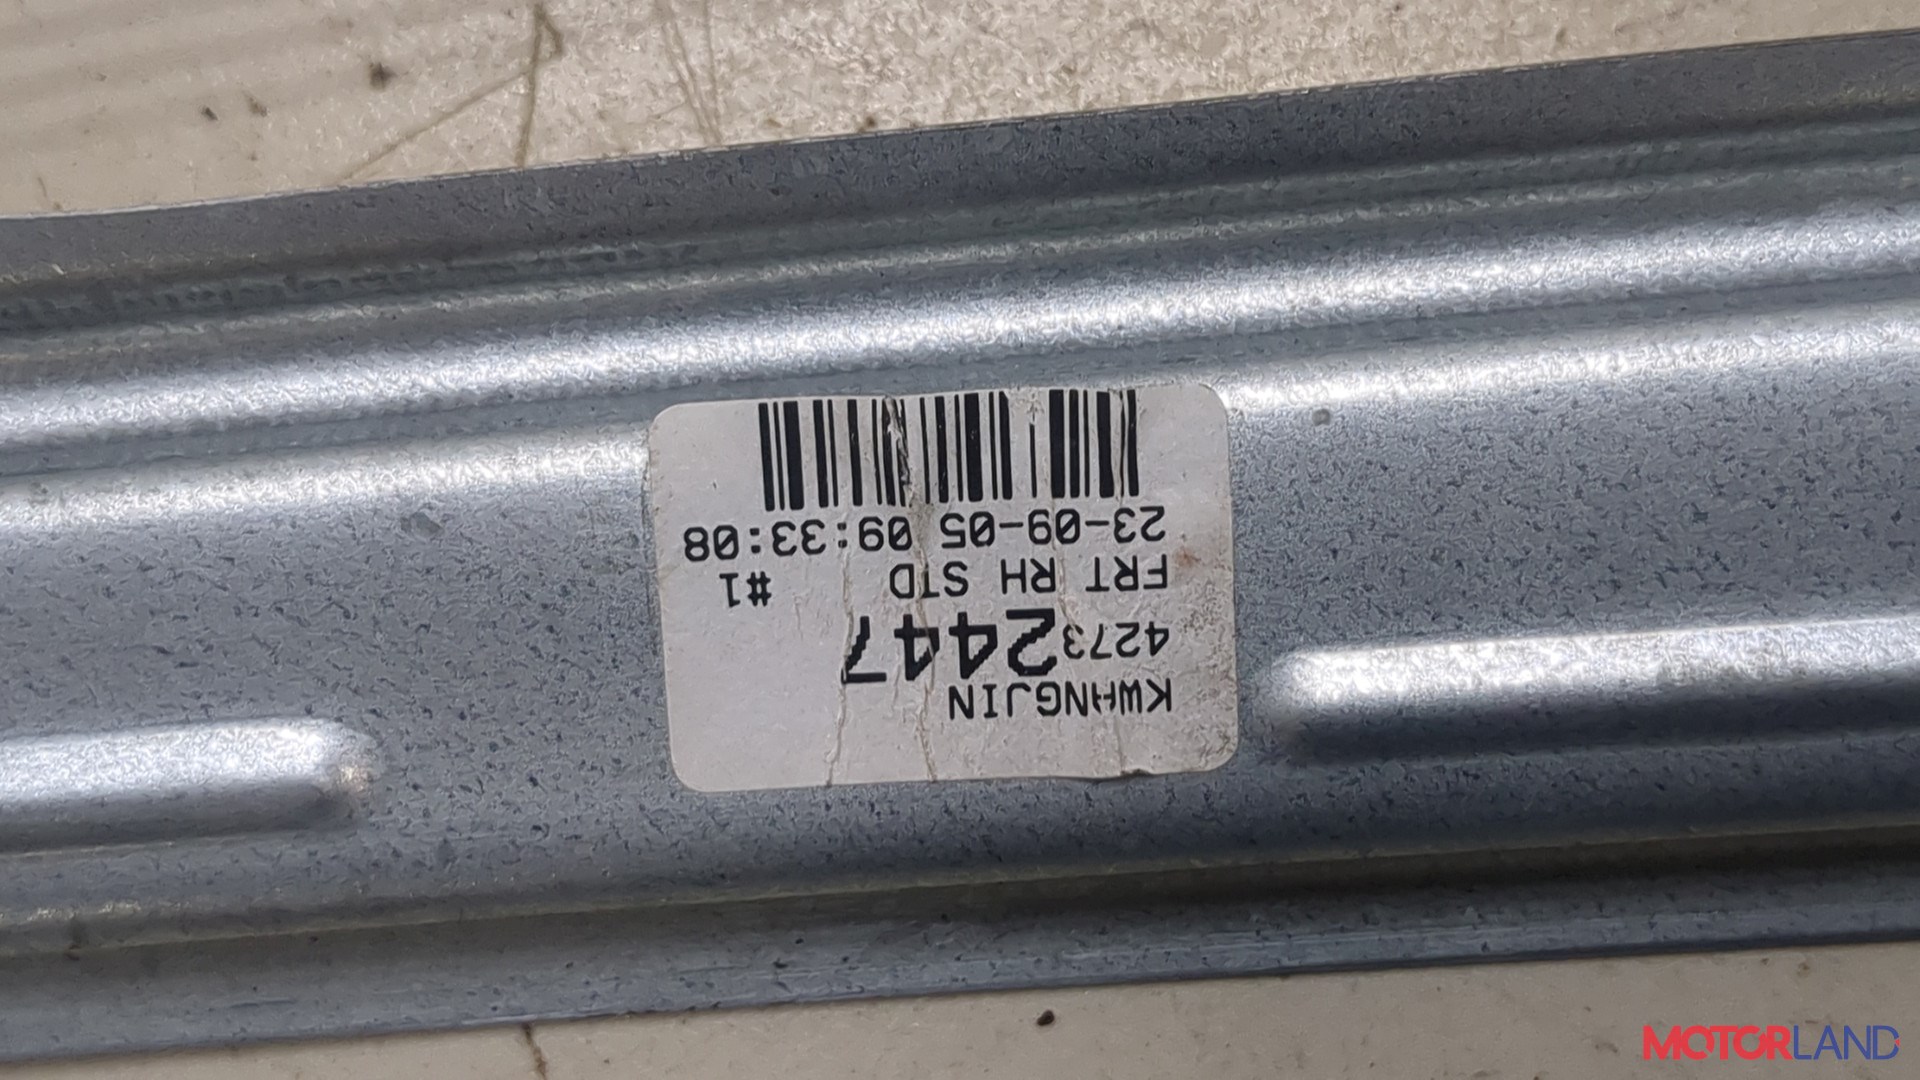 KWANGJIN
42732447
FRT RH STD #1
23-09-05 09:33:08
MOTORLAND